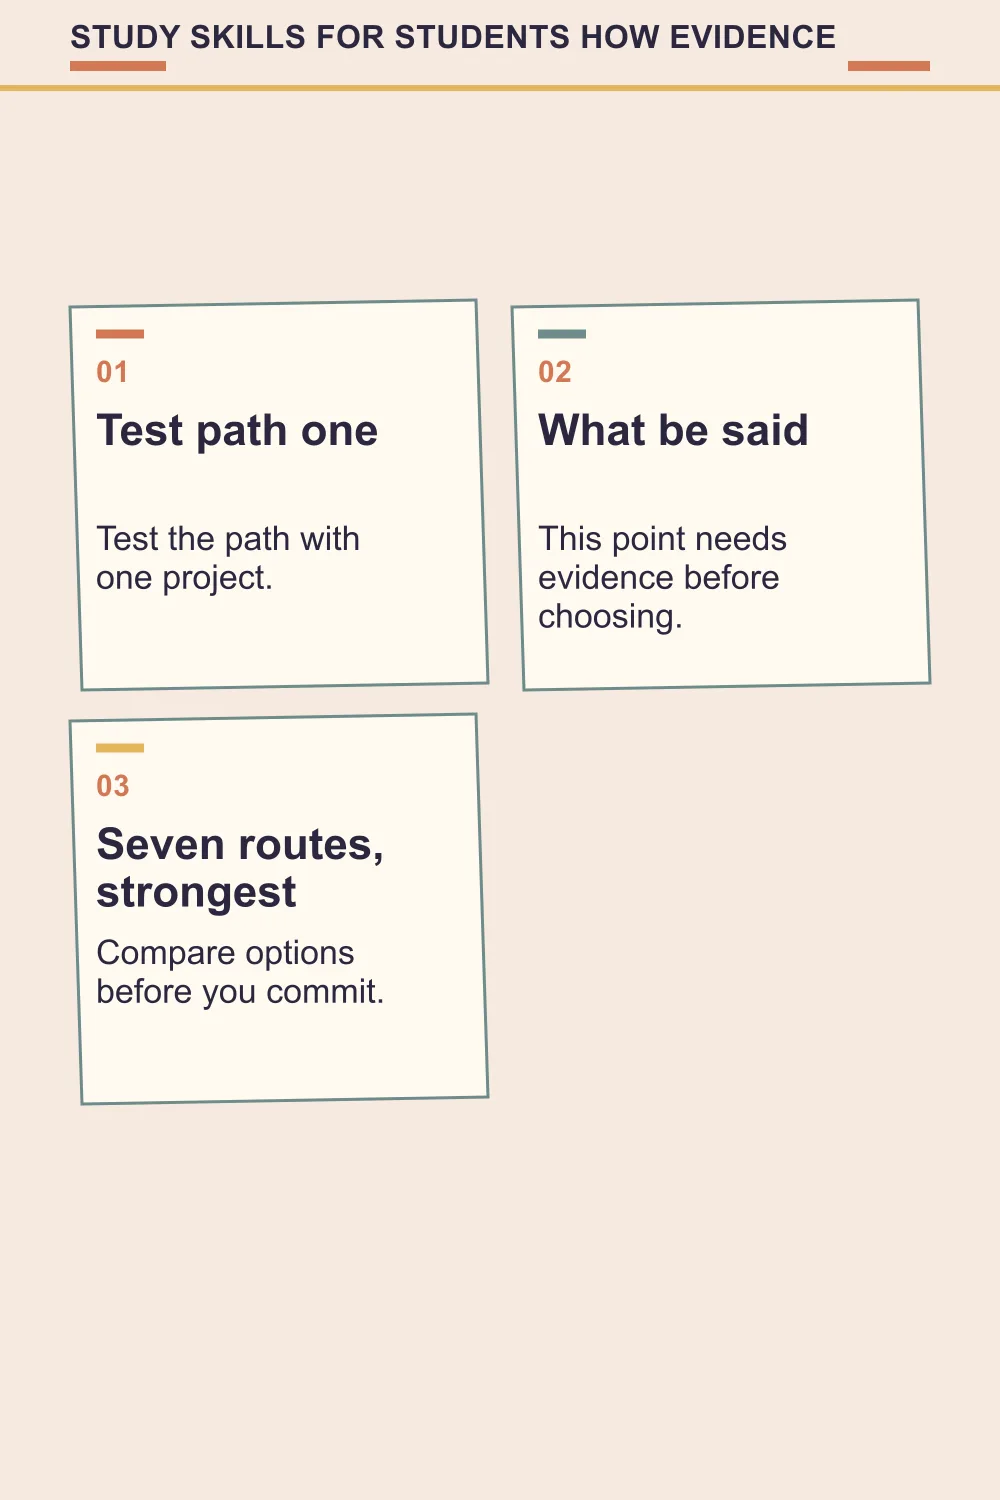 STUDY SKILLS FOR STUDENTS HOW EVIDENCE
01
Test path one
Test the path with
one project.
02
What be said
This point needs
evidence before
choosing.
03
Seven routes,
strongest
Compare options
before you commit.